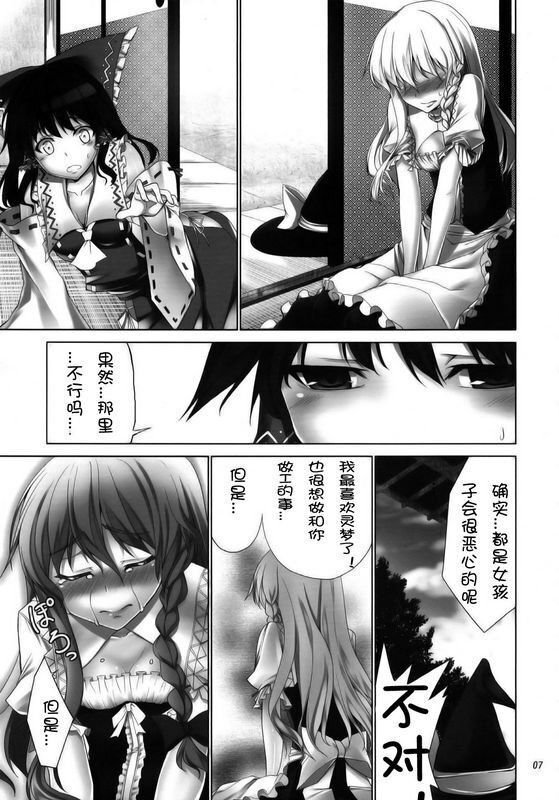 果然…那里
…不行吗…
确实…都是女孩
子会很恶心的呢
不对
我最喜欢灵梦了！
也很想做和你
做工的事…
但是…
ぽろっ
但是…
07